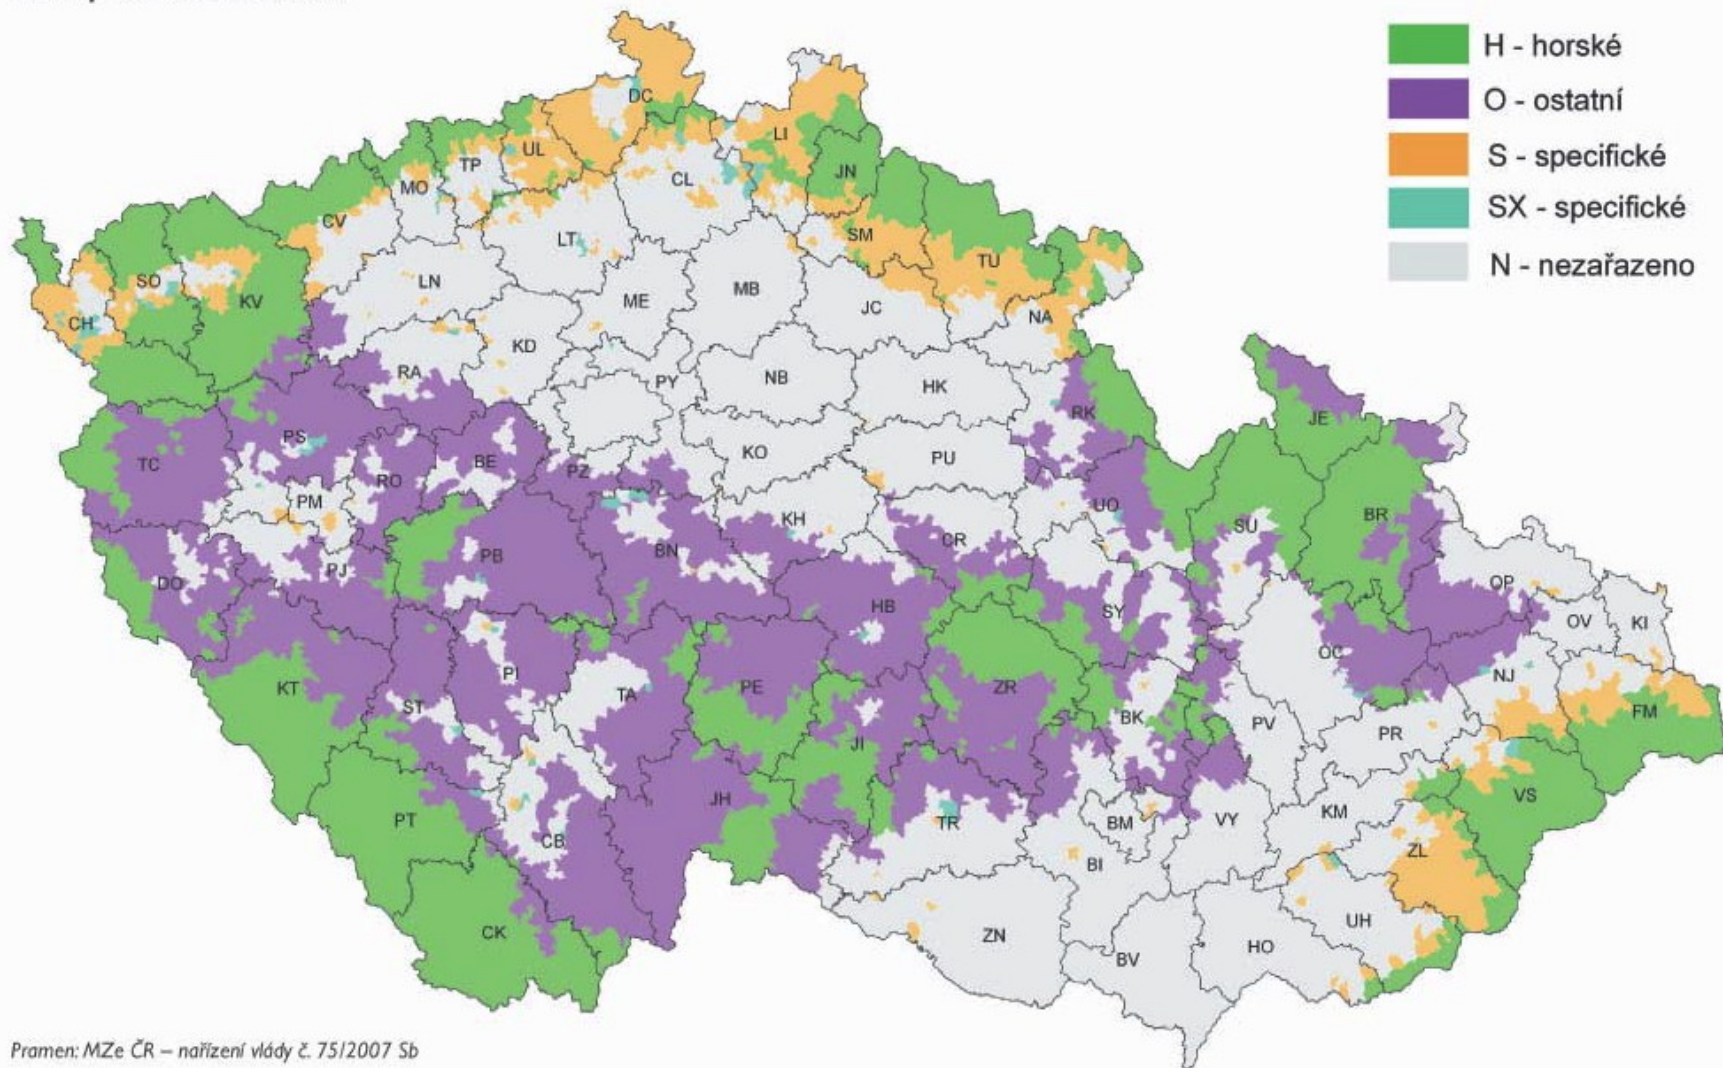 H - horské
O - ostatní
S - specifické
SX - specifické
N - nezařazeno
DC
LI
UL
TP
JN
CL
MO
CV
LT
SM
TU
SO
LN
KV
ME
MB
JC
CH
NA
KD
RA
PY
NB
HK
RK
JE
PS
TC
BE
KO
PU
PZ
RO
PM
UO
BR
KH
SU
CR
PB
BN
DO
PJ
OP
HB
SY
OV
KI
OC
PI
NJ
KT
TA
PE
ZR
ST
BK
FM
PV
PR
JI
JH
VS
PT
TR
BM
VY
KM
CB
BI
ZL
CK
ZN
UH
HO
BV
Pramen: MZe ČR – nařízení vlády č. 75/2007 Sb